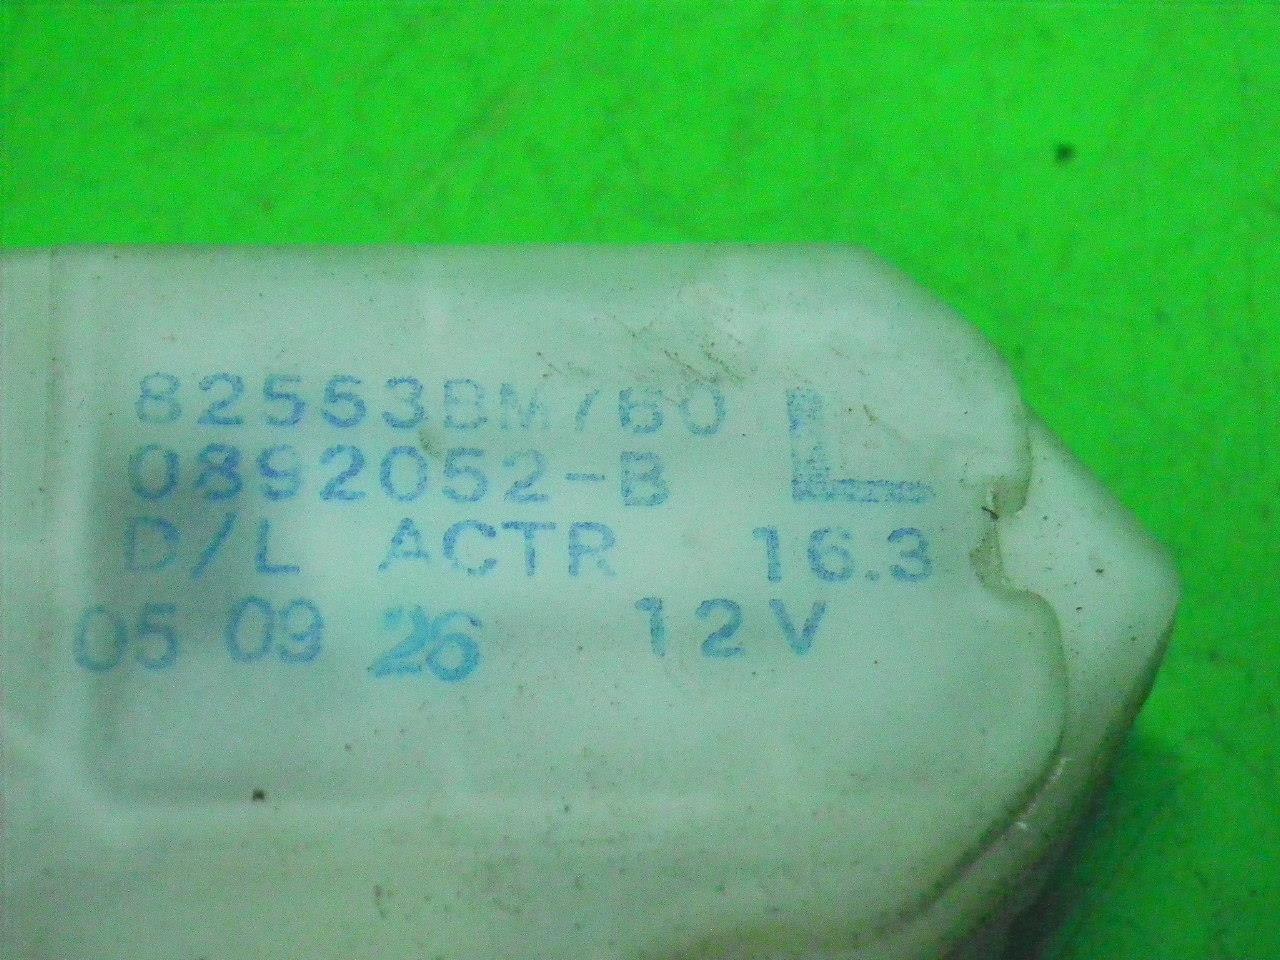 82553BM760 L
0892052-B
D/L ACTR 16.3
05 09 26 12V